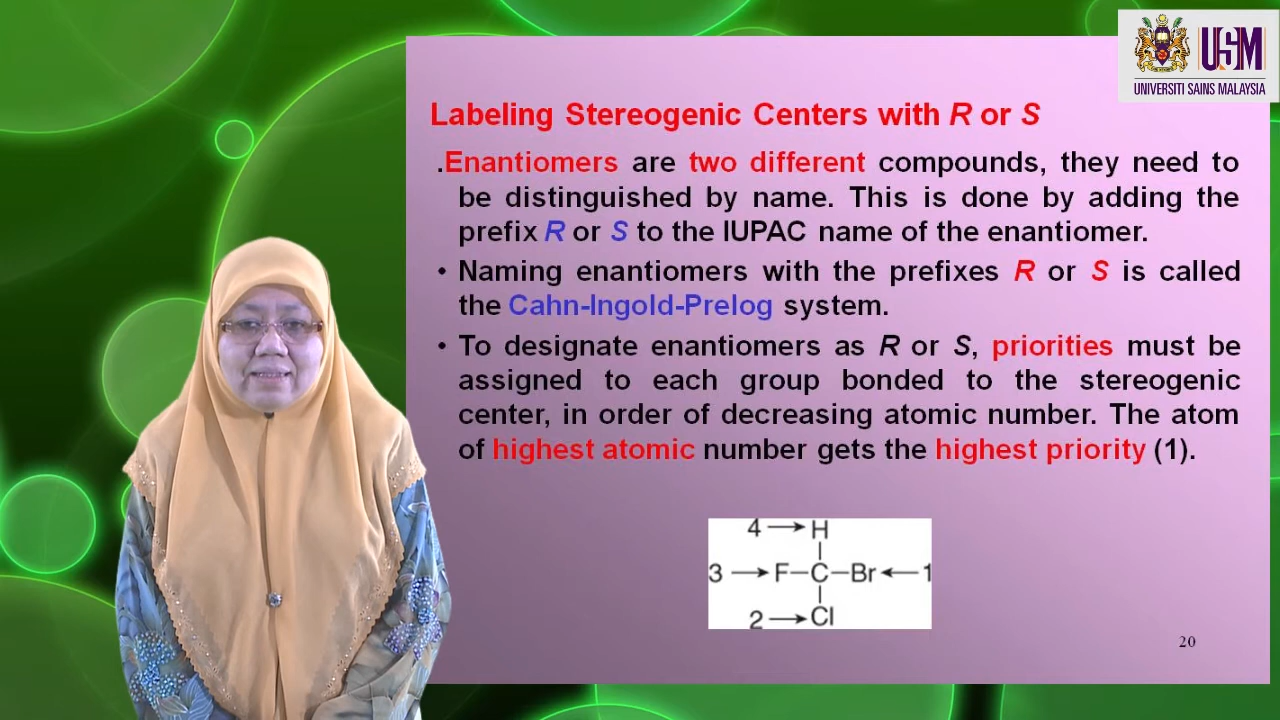 USM
UNIVERSITI SAINS MALAYSIA
Labeling Stereogenic Centers with R or S
.Enantiomers are two different compounds, they need to
be distinguished by name. This is done by adding the
prefix R or S to the IUPAC name of the enantiomer.
• Naming enantiomers with the prefixes R or S is called
the Cahn-Ingold-Prelog system.
• To designate enantiomers as R or S, priorities must be
assigned to each group bonded to the stereogenic
center, in order of decreasing atomic number. The atom
of highest atomic number gets the highest priority (1).
4 → H
3 → F–C–Br ← 1
2 → Cl
20